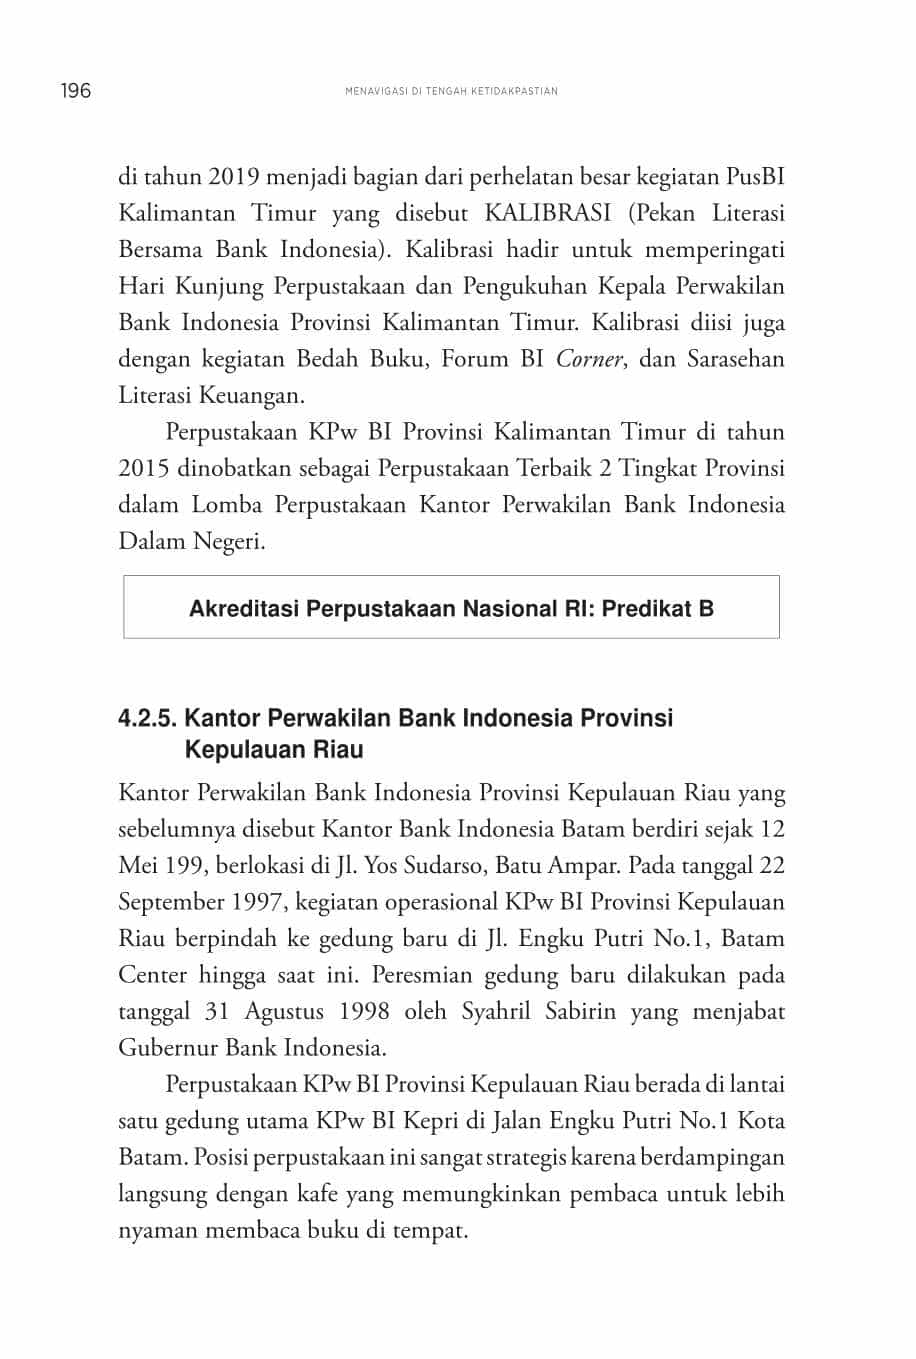 196
MENAVIGASI DI TENGAH KETIDAKPASTIAN
di tahun 2019 menjadi bagian dari perhelatan besar kegiatan PusBI
Kalimantan Timur yang disebut KALIBRASI (Pekan Literasi
Bersama Bank Indonesia). Kalibrasi hadir untuk memperingati
Hari Kunjung Perpustakaan dan Pengukuhan Kepala Perwakilan
Bank Indonesia Provinsi Kalimantan Timur. Kalibrasi diisi juga
dengan kegiatan Bedah Buku, Forum BI Corner, dan Sarasehan
Literasi Keuangan.
Perpustakaan KPw BI Provinsi Kalimantan Timur di tahun
2015 dinobatkan sebagai Perpustakaan Terbaik 2 Tingkat Provinsi
dalam Lomba Perpustakaan Kantor Perwakilan Bank Indonesia
Dalam Negeri.
Akreditasi Perpustakaan Nasional RI: Predikat B
4.2.5. Kantor Perwakilan Bank Indonesia Provinsi
Kepulauan Riau
Kantor Perwakilan Bank Indonesia Provinsi Kepulauan Riau yang
sebelumnya disebut Kantor Bank Indonesia Batam berdiri sejak 12
Mei 199, berlokasi di Jl. Yos Sudarso, Batu Ampar. Pada tanggal 22
September 1997, kegiatan operasional KPw BI Provinsi Kepulauan
Riau berpindah ke gedung baru di Jl. Engku Putri No.1, Batam
Center hingga saat ini. Peresmian gedung baru dilakukan pada
tanggal 31 Agustus 1998 oleh Syahril Sabirin yang menjabat
Gubernur Bank Indonesia.
Perpustakaan KPw BI Provinsi Kepulauan Riau berada di lantai
satu gedung utama KPw BI Kepri di Jalan Engku Putri No.1 Kota
Batam. Posisi perpustakaan ini sangat strategis karena berdampingan
langsung dengan kafe yang memungkinkan pembaca untuk lebih
nyaman membaca buku di tempat.